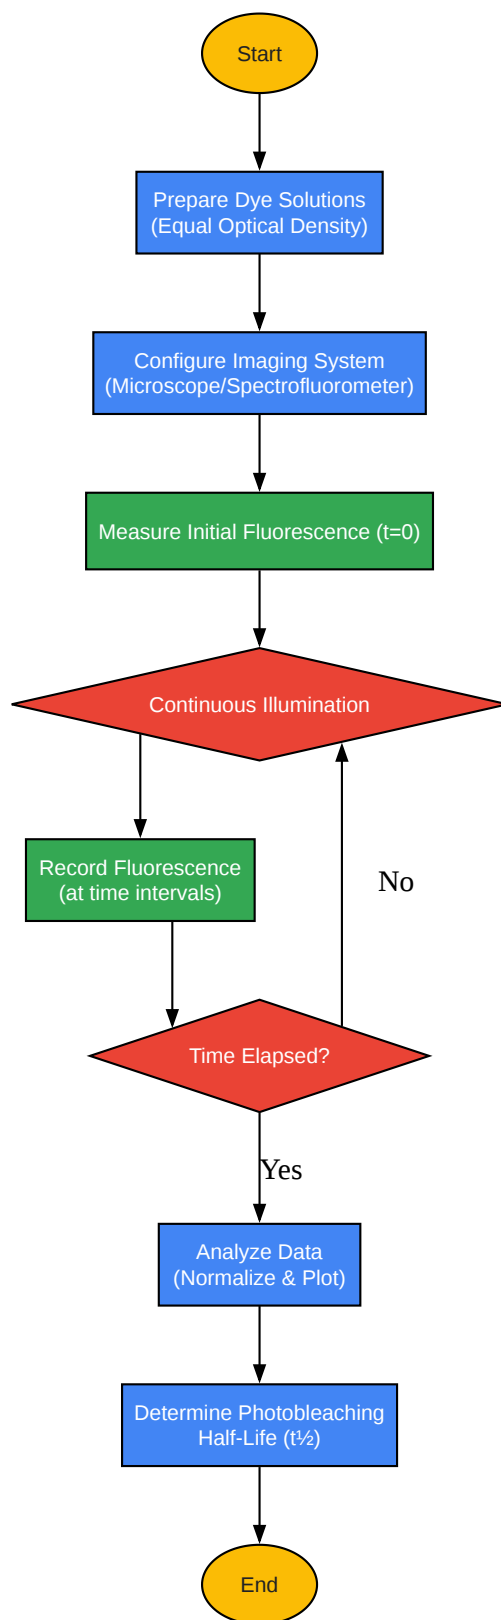 Start
Prepare Dye Solutions
(Equal Optical Density)
Configure Imaging System
(Microscope/Spectrofluorometer)
Measure Initial Fluorescence (t=0)
Continuous Illumination
Record Fluorescence
(at time intervals)
No
Time Elapsed?
Yes
Analyze Data
(Normalize & Plot)
Determine Photobleaching
Half-Life (t½)
End